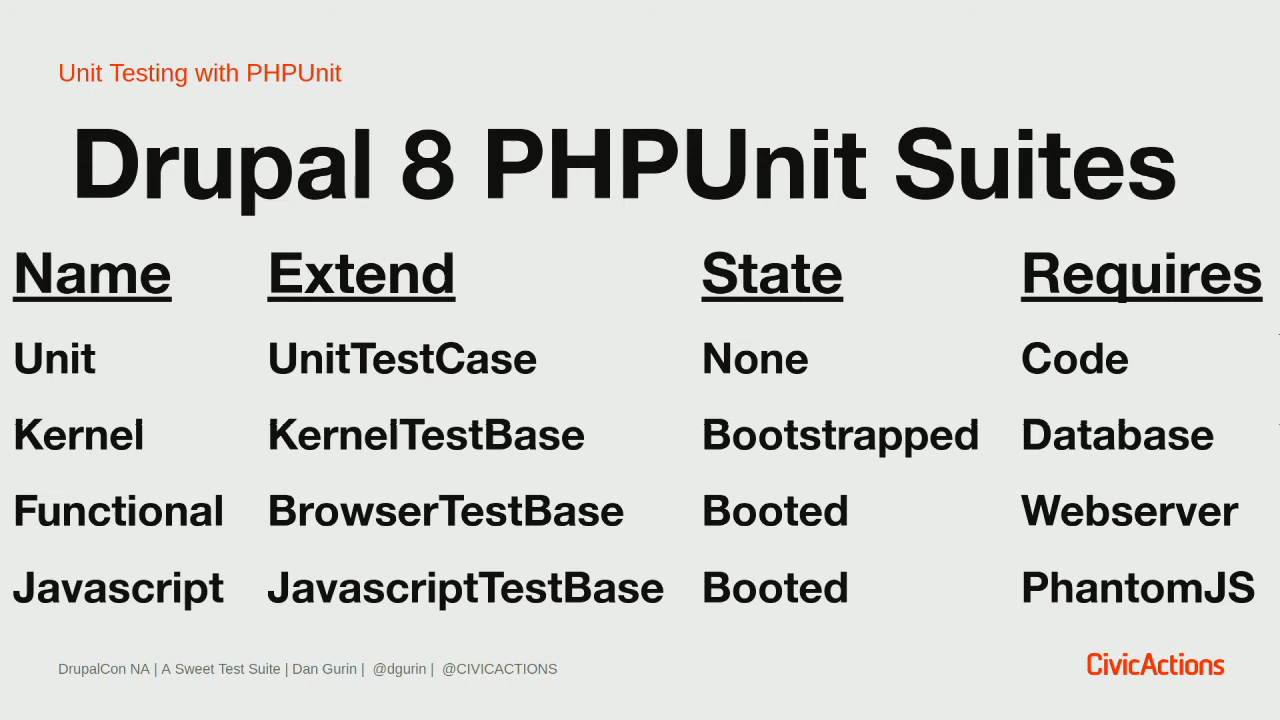 Unit Testing with PHPUnit
Drupal 8 PHPUnit Suites
Name Extend State Requires
Unit UnitTestCase None Code
Kernel KernelTestBase Bootstrapped Database
Functional BrowserTestBase Booted Webserver
Javascript JavascriptTestBase Booted PhantomJS
DrupalCon NA | A Sweet Test Suite | Dan Gurin | @dgurin | @CIVICACTIONS
CivicActions